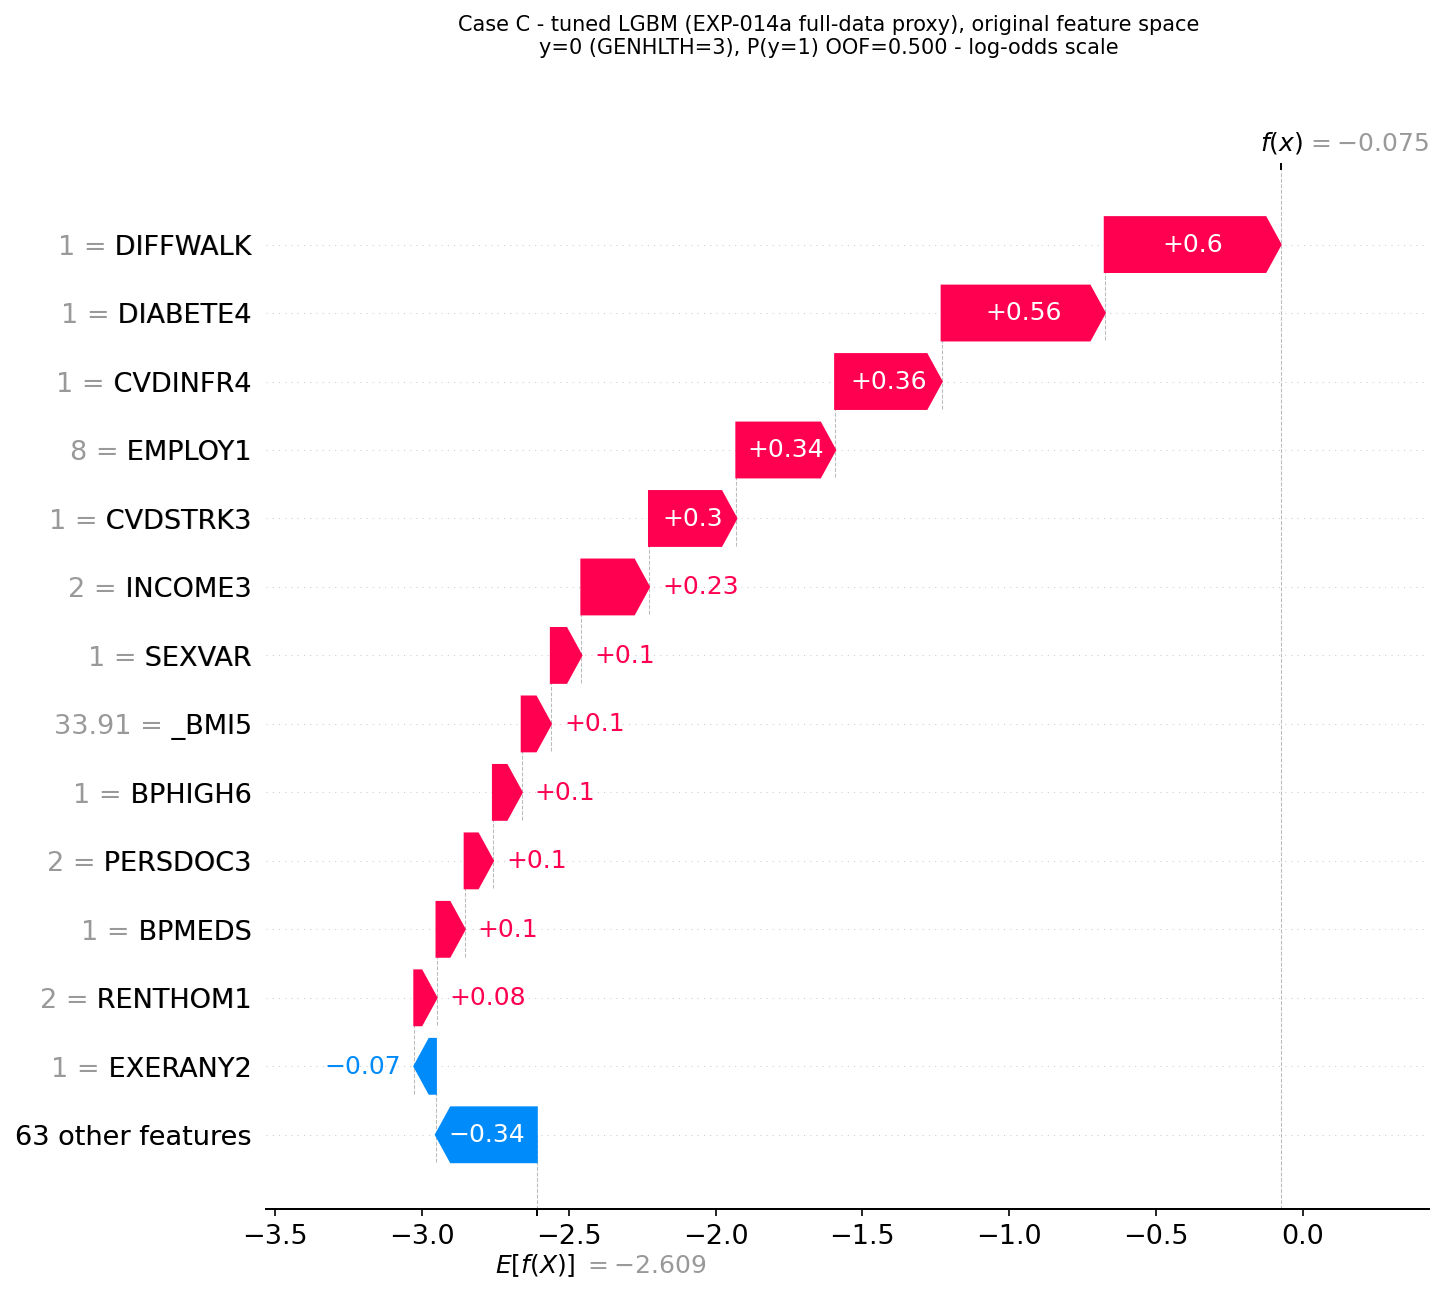 Case C - tuned LGBM (EXP-014a full-data proxy), original feature space
y=0 (GENHLTH=3), P(y=1) OOF=0.500 - log-odds scale
f(x) = −0.075
1 = DIFFWALK +0.6
1 = DIABETE4 +0.56
1 = CVDINFR4 +0.36
8 = EMPLOY1 +0.34
1 = CVDSTRK3 +0.3
2 = INCOME3 +0.23
1 = SEXVAR +0.1
33.91 = _BMI5 +0.1
1 = BPHIGH6 +0.1
2 = PERSDOC3 +0.1
1 = BPMEDS +0.1
2 = RENTHOM1 +0.08
1 = EXERANY2 −0.07
63 other features −0.34
−3.5 −3.0 −2.5 −2.0 −1.5 −1.0 −0.5 0.0
E[f(X)] = −2.609